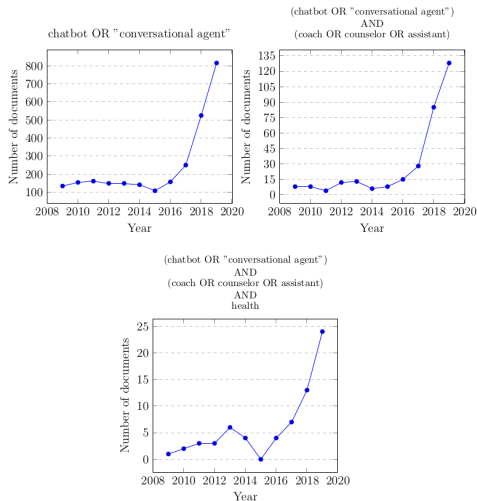 chatbot OR "conversational agent"
800
700
600
500
400
300
200
100
2008 2010 2012 2014 2016 2018 2020
Year
Number of documents
(chatbot OR "conversational agent")
AND
(coach OR counselor OR assistant)
135
120
105
90
75
60
45
30
15
0
2008 2010 2012 2014 2016 2018 2020
Year
Number of documents
(chatbot OR "conversational agent")
AND
(coach OR counselor OR assistant)
AND
health
25
20
15
10
5
0
2008 2010 2012 2014 2016 2018 2020
Year
Number of documents